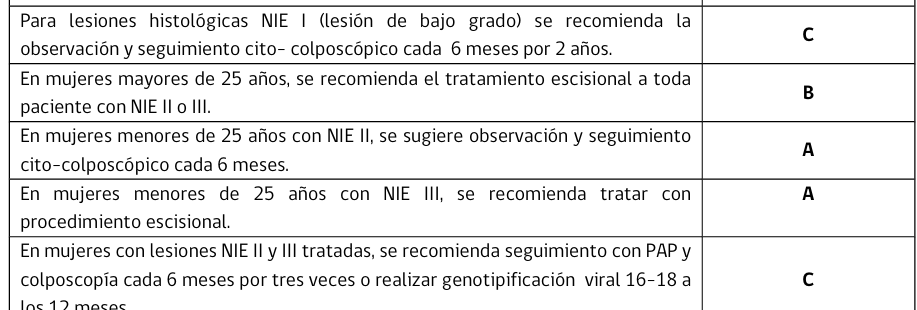 Para lesiones histológicas NIE I (lesión de bajo grado) se recomienda la
observación y seguimiento cito- colposcópico cada 6 meses por 2 años.
C
En mujeres mayores de 25 años, se recomienda el tratamiento escisional a toda
paciente con NIE II o III.
B
En mujeres menores de 25 años con NIE II, se sugiere observación y seguimiento
cito-colposcópico cada 6 meses.
A
En mujeres menores de 25 años con NIE III, se recomienda tratar con
procedimiento escisional.
A
En mujeres con lesiones NIE II y III tratadas, se recomienda seguimiento con PAP y
colposcopía cada 6 meses por tres veces o realizar genotipificación viral 16-18 a
los 12 meses
C